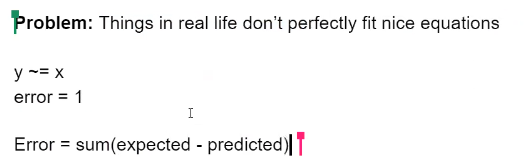 Problem: Things in real life don’t perfectly fit nice equations
y ~= x
error = 1
Error = sum(expected - predicted)